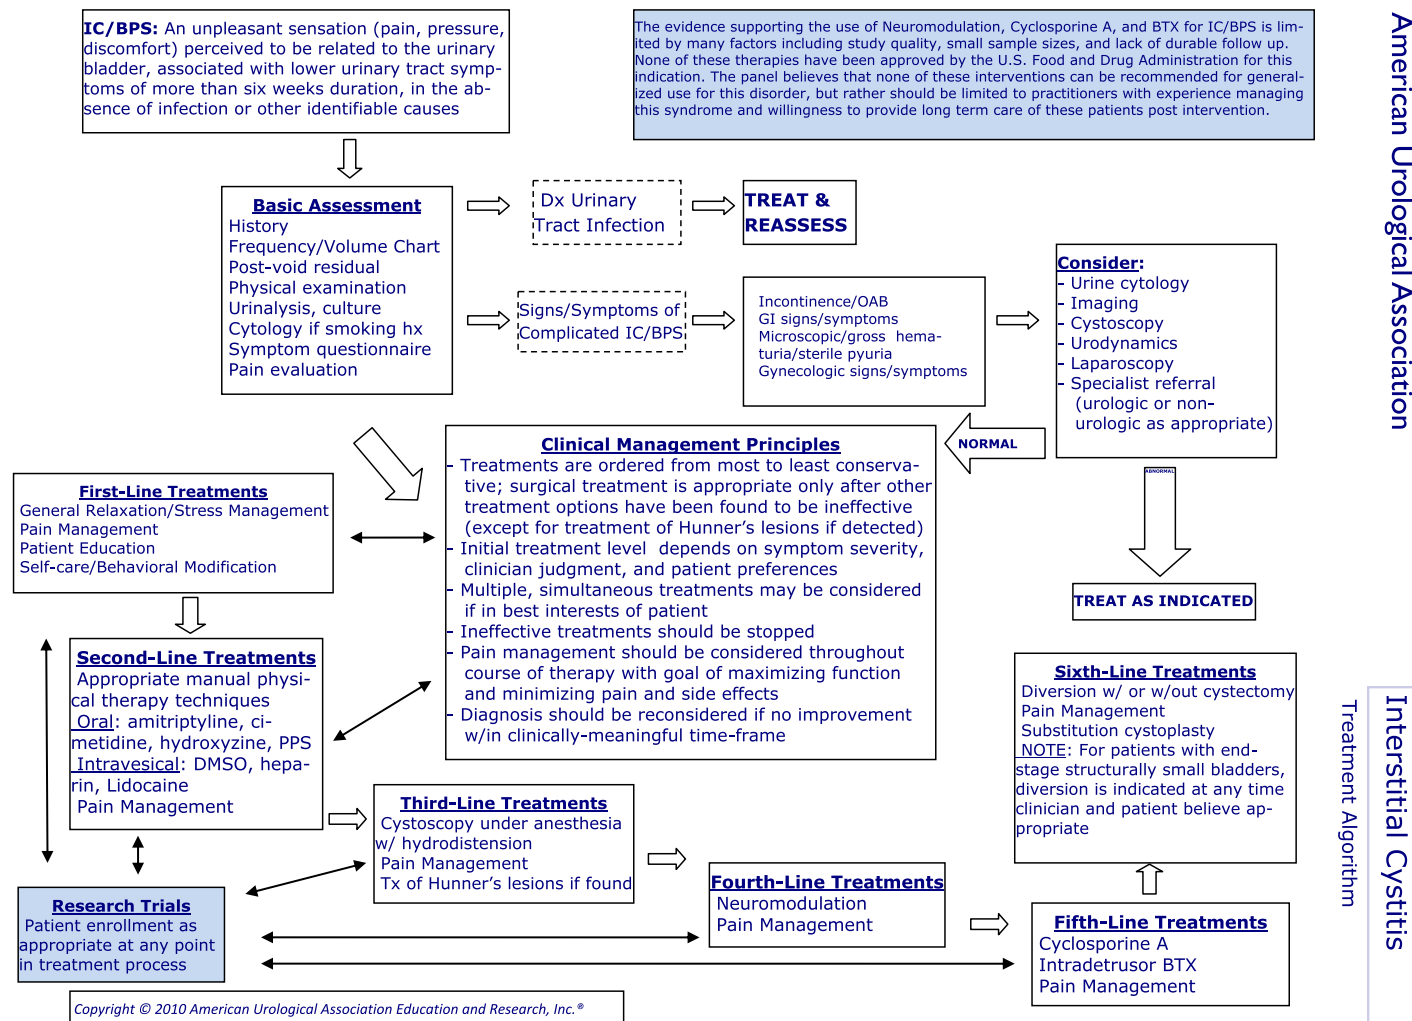 IC/BPS: An unpleasant sensation (pain, pressure,
discomfort) perceived to be related to the urinary
bladder, associated with lower urinary tract symp-
toms of more than six weeks duration, in the ab-
sence of infection or other identifiable causes
The evidence supporting the use of Neuromodulation, Cyclosporine A, and BTX for IC/BPS is lim-
ited by many factors including study quality, small sample sizes, and lack of durable follow up.
None of these therapies have been approved by the U.S. Food and Drug Administration for this
indication. The panel believes that none of these interventions can be recommended for general-
ized use for this disorder, but rather should be limited to practitioners with experience managing
this syndrome and willingness to provide long term care of these patients post intervention.
American Urological Association
Basic Assessment
History
Frequency/Volume Chart
Post-void residual
Physical examination
Urinalysis, culture
Cytology if smoking hx
Symptom questionnaire
Pain evaluation
Dx Urinary
Tract Infection
TREAT &
REASSESS
Signs/Symptoms of
Complicated IC/BPS
Incontinence/OAB
GI signs/symptoms
Microscopic/gross hema-
turia/sterile pyuria
Gynecologic signs/symptoms
Consider:
- Urine cytology
- Imaging
- Cystoscopy
- Urodynamics
- Laparoscopy
- Specialist referral
(urologic or non-
urologic as appropriate)
NORMAL
ABNORMAL
TREAT AS INDICATED
Clinical Management Principles
- Treatments are ordered from most to least conserva-
tive; surgical treatment is appropriate only after other
treatment options have been found to be ineffective
(except for treatment of Hunner's lesions if detected)
- Initial treatment level depends on symptom severity,
clinician judgment, and patient preferences
- Multiple, simultaneous treatments may be considered
if in best interests of patient
- Ineffective treatments should be stopped
- Pain management should be considered throughout
course of therapy with goal of maximizing function
and minimizing pain and side effects
- Diagnosis should be reconsidered if no improvement
w/in clinically-meaningful time-frame
First-Line Treatments
General Relaxation/Stress Management
Pain Management
Patient Education
Self-care/Behavioral Modification
Second-Line Treatments
Appropriate manual physi-
cal therapy techniques
Oral: amitriptyline, ci-
metidine, hydroxyzine, PPS
Intravesical: DMSO, hepa-
rin, Lidocaine
Pain Management
Third-Line Treatments
Cystoscopy under anesthesia
w/ hydrodistension
Pain Management
Tx of Hunner's lesions if found
Fourth-Line Treatments
Neuromodulation
Pain Management
Fifth-Line Treatments
Cyclosporine A
Intradetrusor BTX
Pain Management
Sixth-Line Treatments
Diversion w/ or w/out cystectomy
Pain Management
Substitution cystoplasty
NOTE: For patients with end-
stage structurally small bladders,
diversion is indicated at any time
clinician and patient believe ap-
propriate
Research Trials
Patient enrollment as
appropriate at any point
in treatment process
Interstitial Cystitis
Treatment Algorithm
Copyright © 2010 American Urological Association Education and Research, Inc.®